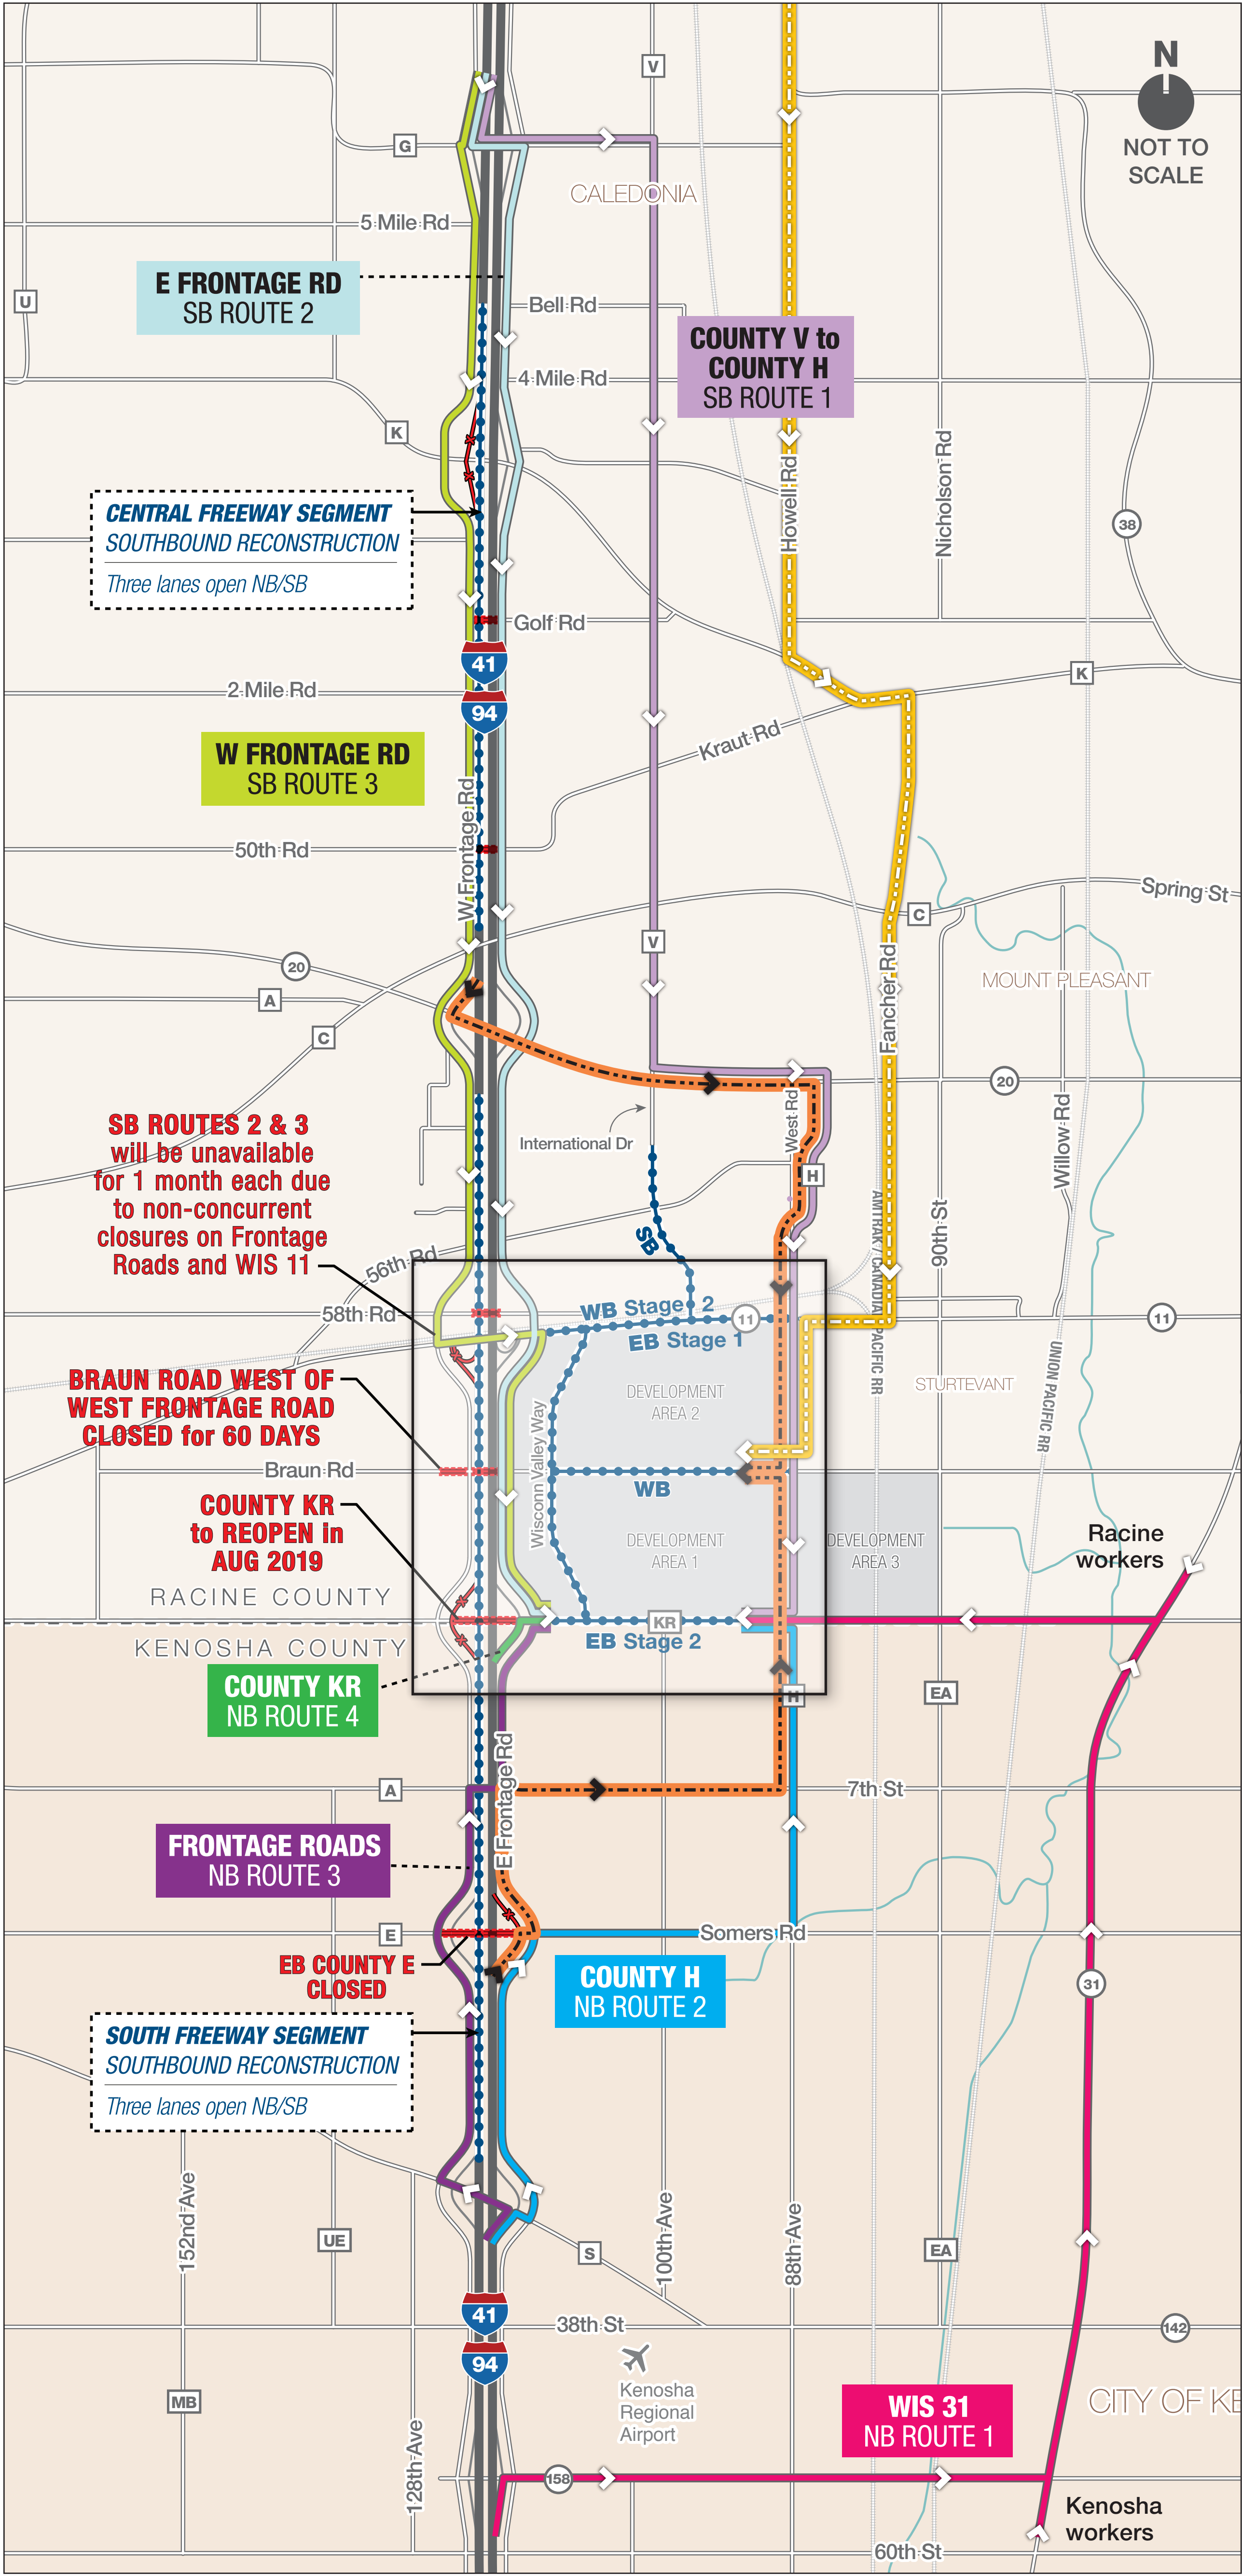 N
NOT TO
SCALE
V
G
CALEDONIA
5 Mile Rd
E FRONTAGE RD
SB ROUTE 2
U
Bell Rd
COUNTY V to
COUNTY H
SB ROUTE 1
4 Mile Rd
K
Howell Rd
Nicholson Rd
CENTRAL FREEWAY SEGMENT
SOUTHBOUND RECONSTRUCTION
Three lanes open NB/SB
38
Golf Rd
41
K
2 Mile Rd
94
Kraut Rd
W FRONTAGE RD
SB ROUTE 3
W Frontage Rd
50th Rd
Spring St
C
V
20
Fancher Rd
MOUNT PLEASANT
A
C
20
West Rd
Willow Rd
SB ROUTES 2 & 3
will be unavailable
for 1 month each due
to non-concurrent
closures on Frontage
Roads and WIS 11
International Dr
H
AMTRAK / CANADIAN PACIFIC RR
90th St
SB
56th Rd
58th Rd
WB Stage 2
11
11
EB Stage 1
UNION PACIFIC RR
BRAUN ROAD WEST OF
WEST FRONTAGE ROAD
CLOSED for 60 DAYS
DEVELOPMENT
AREA 2
STURTEVANT
Wisconn Valley Way
Braun Rd
WB
COUNTY KR
to REOPEN in
AUG 2019
DEVELOPMENT
AREA 1
DEVELOPMENT
AREA 3
Racine
workers
RACINE COUNTY
KR
KENOSHA COUNTY
EB Stage 2
COUNTY KR
NB ROUTE 4
H
EA
E Frontage Rd
A
7th St
FRONTAGE ROADS
NB ROUTE 3
E
Somers Rd
EB COUNTY E
CLOSED
COUNTY H
NB ROUTE 2
31
SOUTH FREEWAY SEGMENT
SOUTHBOUND RECONSTRUCTION
Three lanes open NB/SB
152nd Ave
UE
S
100th Ave
88th Ave
EA
41
38th St
142
94
Kenosha
Regional
Airport
MB
WIS 31
NB ROUTE 1
CITY OF KE
128th Ave
158
Kenosha
workers
60th St